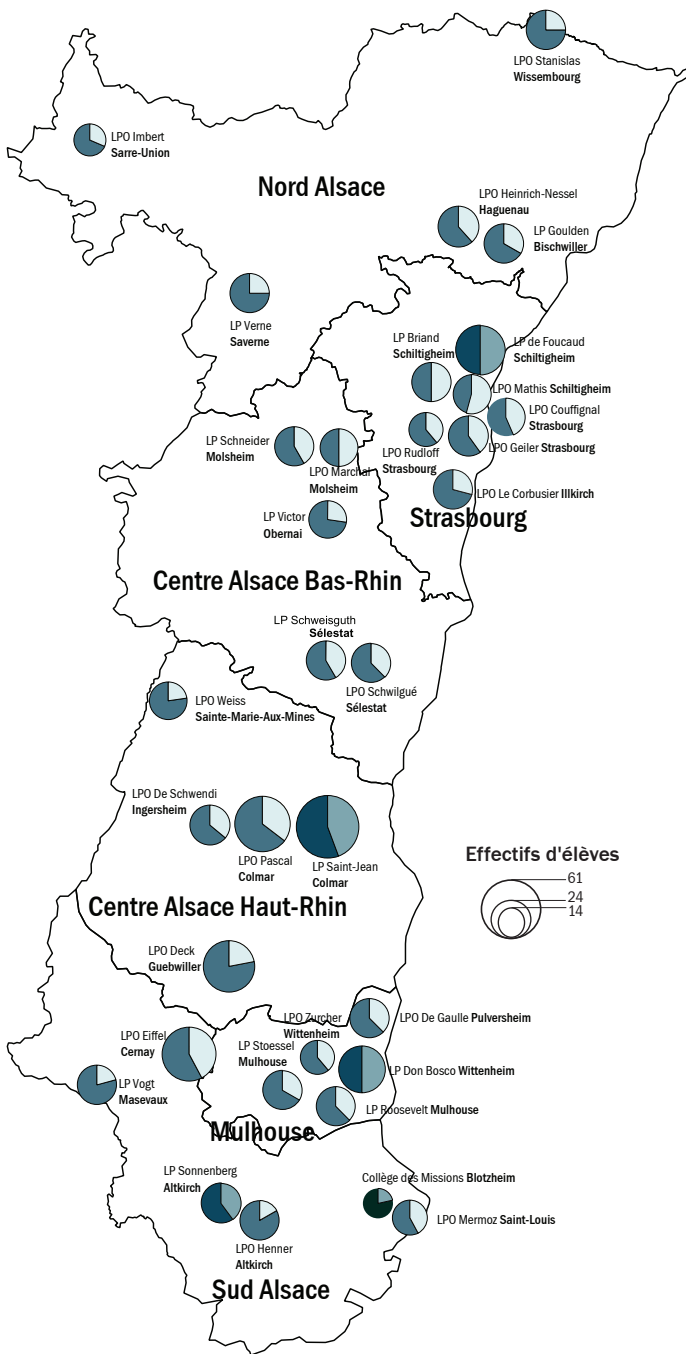 LPO Stanislas
Wissembourg
LPO Imbert
Sarre-Union
Nord Alsace
LPO Heinrich-Nessel
Haguenau
LP Goulden
Bischwiller
LP Verne
Saverne
LP Briand
Schiltigheim
LP de Foucaud
Schiltigheim
LPO Mathis Schiltigheim
LPO Couffignal
Strasbourg
LPO Rudloff
Strasbourg
LPO Geiler Strasbourg
LP Schneider
Molsheim
LPO Marchal
Molsheim
LPO Le Corbusier Illkirch
Strasbourg
LP Victor
Obernai
Centre Alsace Bas-Rhin
LP Schweisguth
Sélestat
LPO Schwilgué
Sélestat
LPO Weiss
Sainte-Marie-Aux-Mines
LPO De Schwendi
Ingersheim
LPO Pascal
Colmar
LP Saint-Jean
Colmar
Effectifs d'élèves
61
24
14
Centre Alsace Haut-Rhin
LPO Deck
Guebwiller
LPO Zurcher
Wittenheim
LPO De Gaulle Pulversheim
LPO Eiffel
Cernay
LP Stoessel
Mulhouse
LP Don Bosco Wittenheim
LP Vogt
Masevaux
LP Roosevelt Mulhouse
Mulhouse
LP Sonnenberg
Altkirch
Collège des Missions Blotzheim
LPO Mermoz Saint-Louis
LPO Henner
Altkirch
Sud Alsace